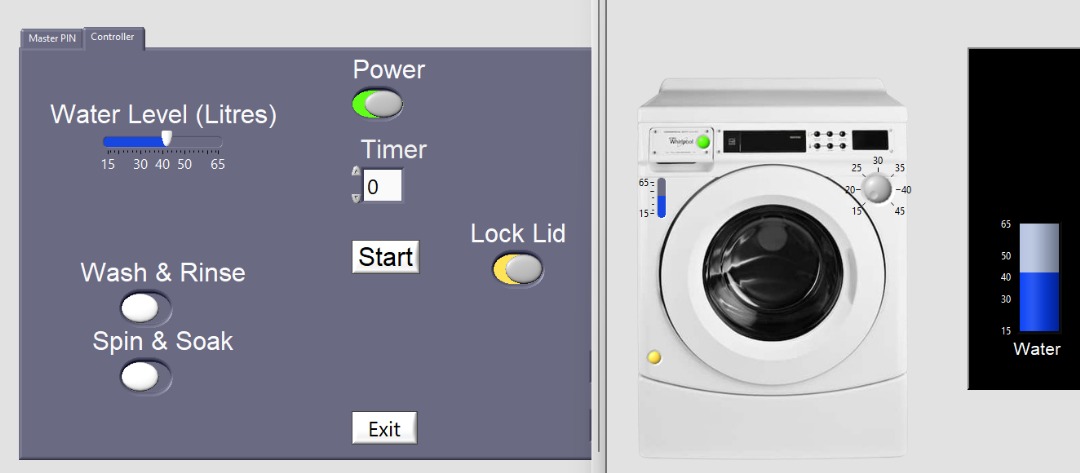 Master PIN
Controller
Power
Water Level (Litres)
15 30 40 50 65
Timer
0
Start
Lock Lid
Wash & Rinse
Spin & Soak
Exit
Whirlpool
65
15
15
20
25
30
35
40
45
65
50
40
30
15
Water